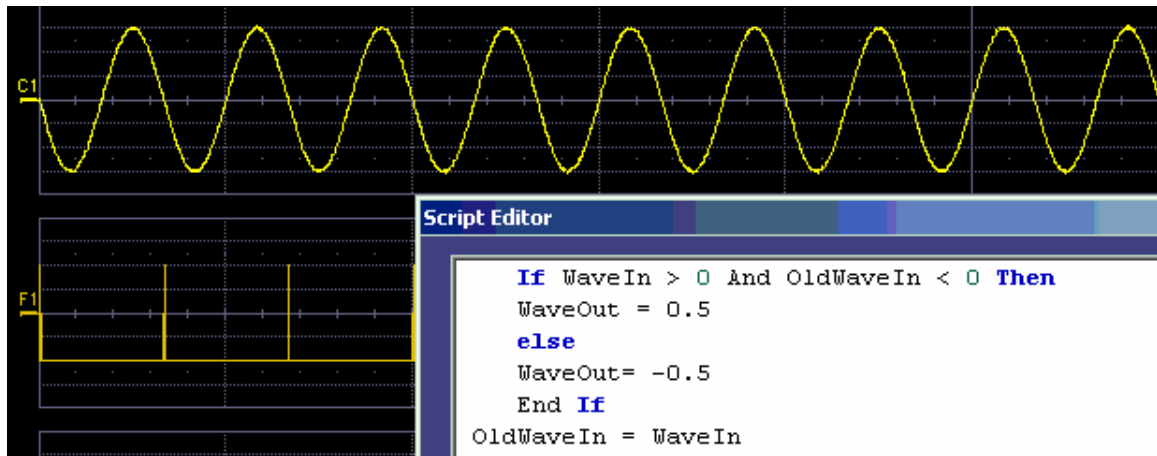 C1
Script Editor
F1
If WaveIn > 0 And OldWaveIn < 0 Then
WaveOut = 0.5
else
WaveOut= -0.5
End If
OldWaveIn = WaveIn